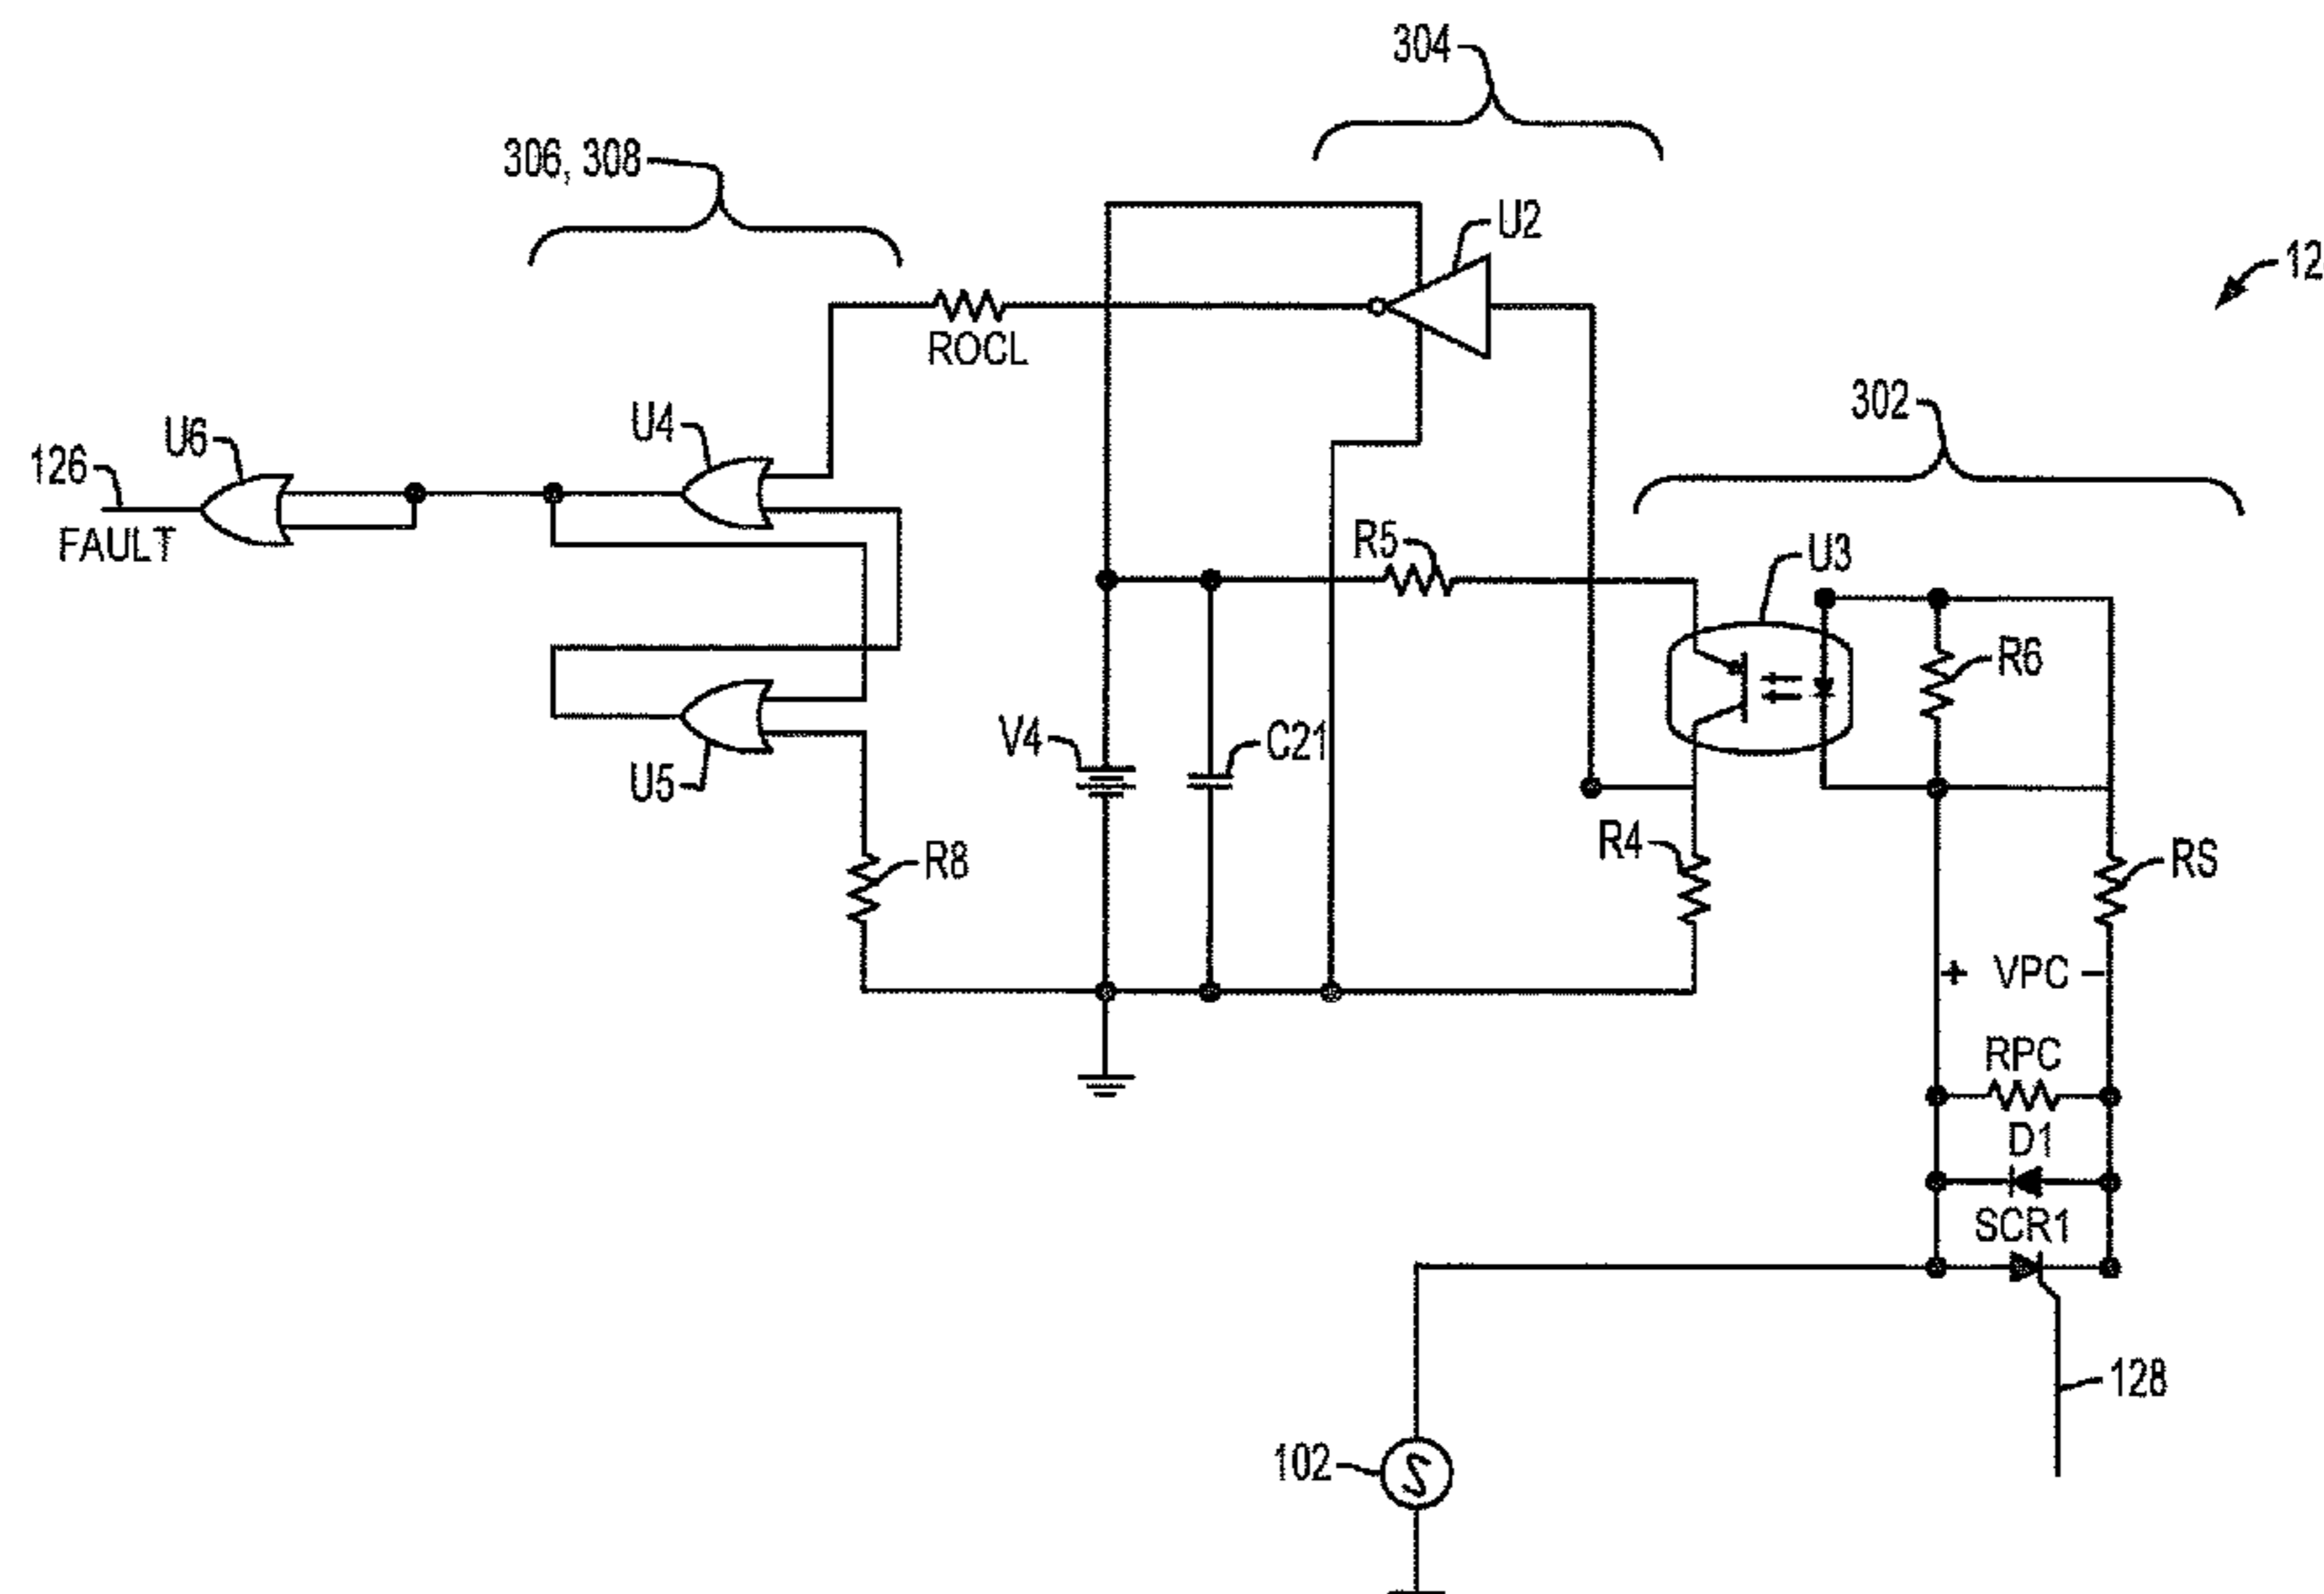 304
306, 308
U2
12
ROCL
302
U6
U4
126
FAULT
R5
U3
R6
V4
C21
U5
R4
R8
RS
+ VPC −
RPC
D1
SCR1
128
102